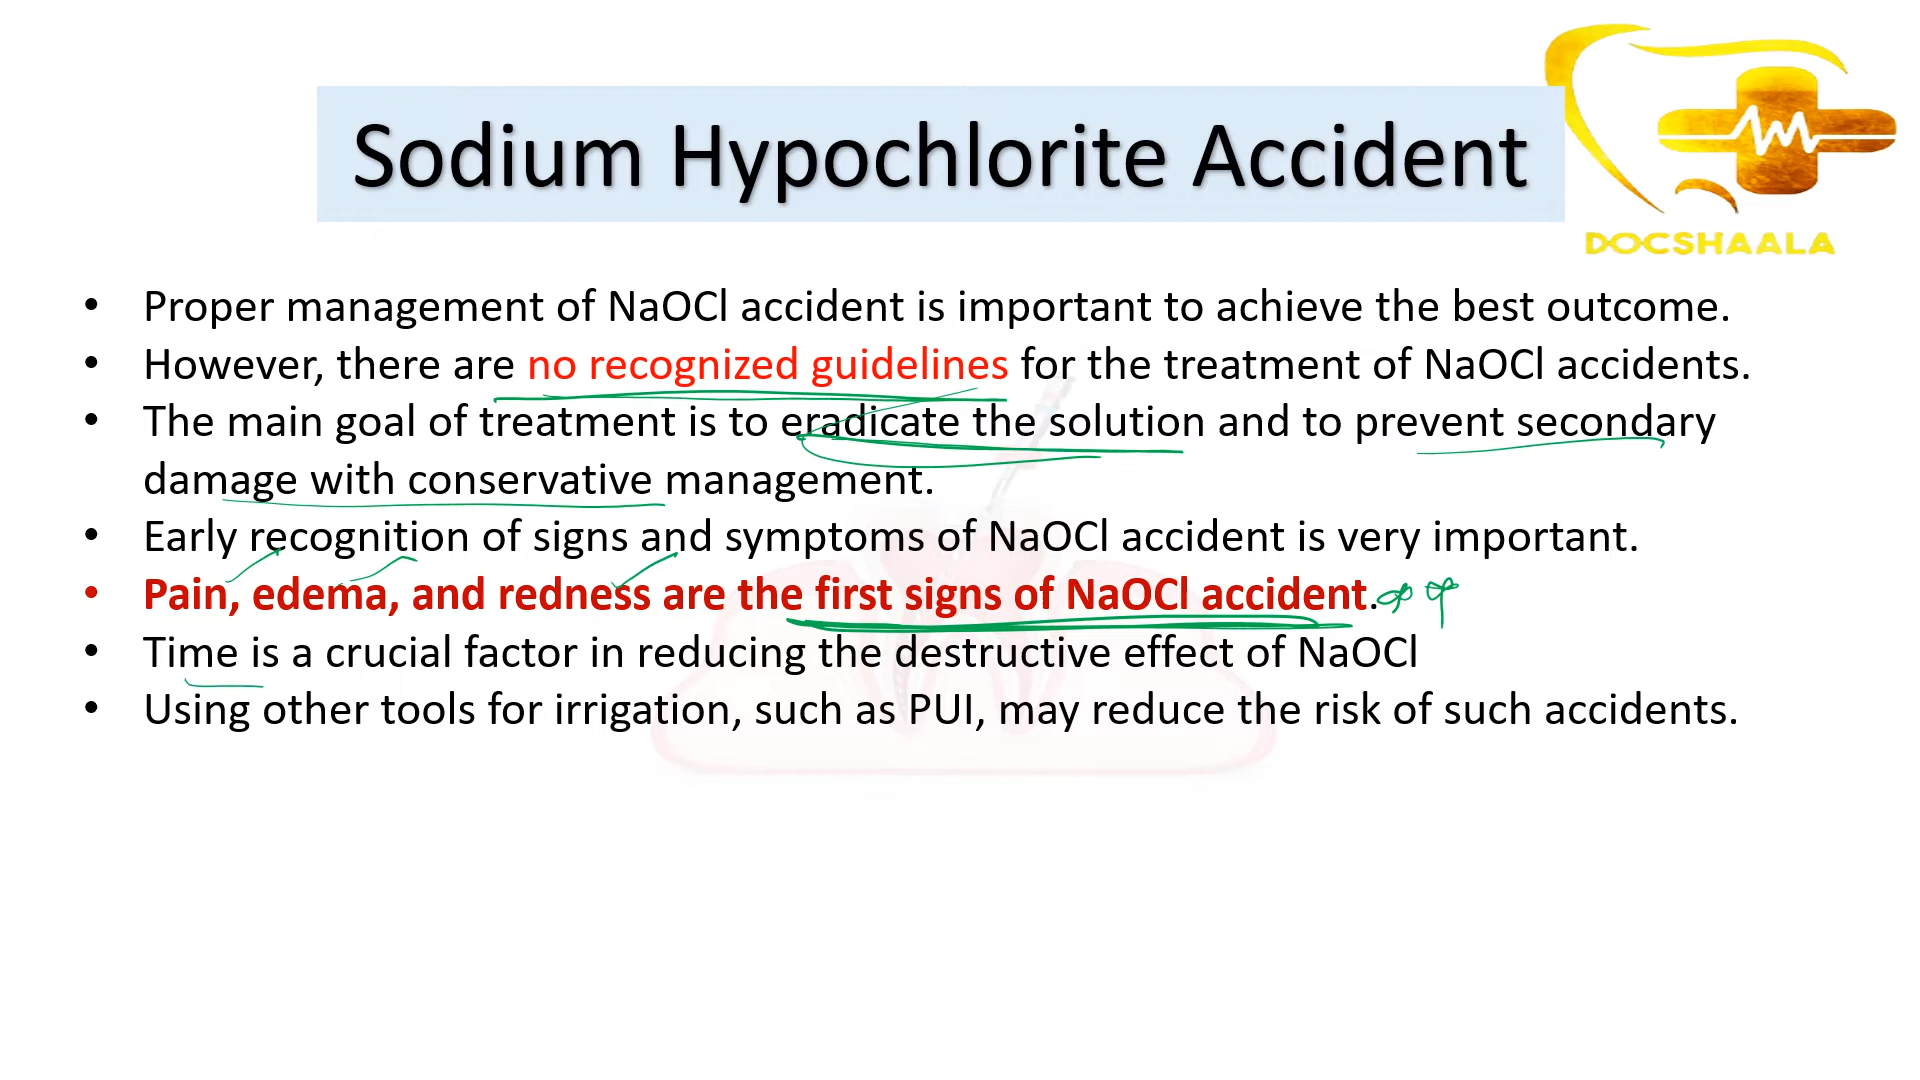 Sodium Hypochlorite Accident
DOCSHAALA
• Proper management of NaOCl accident is important to achieve the best outcome.
• However, there are no recognized guidelines for the treatment of NaOCl accidents.
• The main goal of treatment is to eradicate the solution and to prevent secondary
damage with conservative management.
• Early recognition of signs and symptoms of NaOCl accident is very important.
• Pain, edema, and redness are the first signs of NaOCl accident.
• Time is a crucial factor in reducing the destructive effect of NaOCl
• Using other tools for irrigation, such as PUI, may reduce the risk of such accidents.